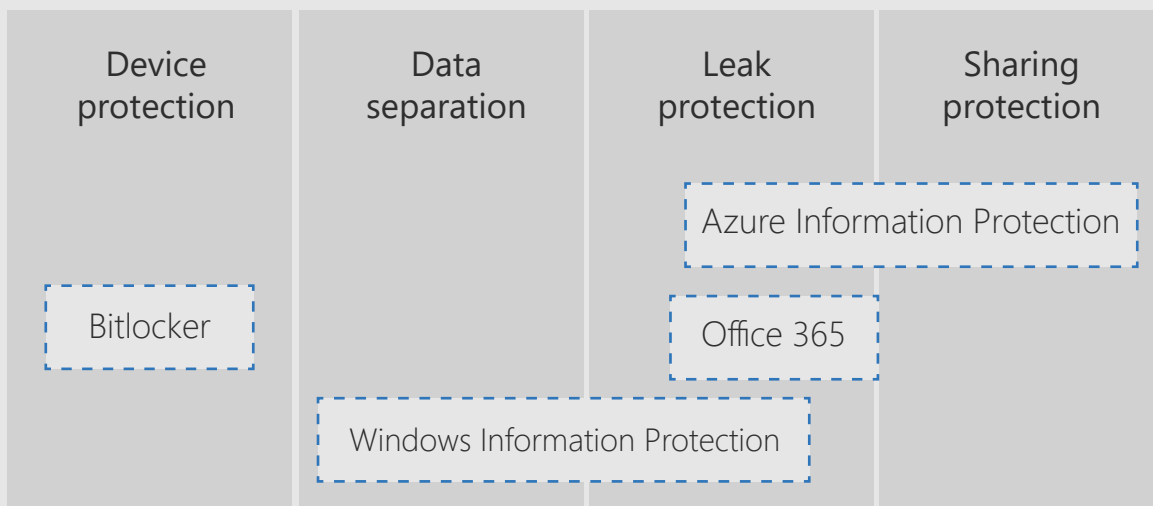 Device
protection
Data
separation
Leak
protection
Sharing
protection
Azure Information Protection
Bitlocker
Office 365
Windows Information Protection